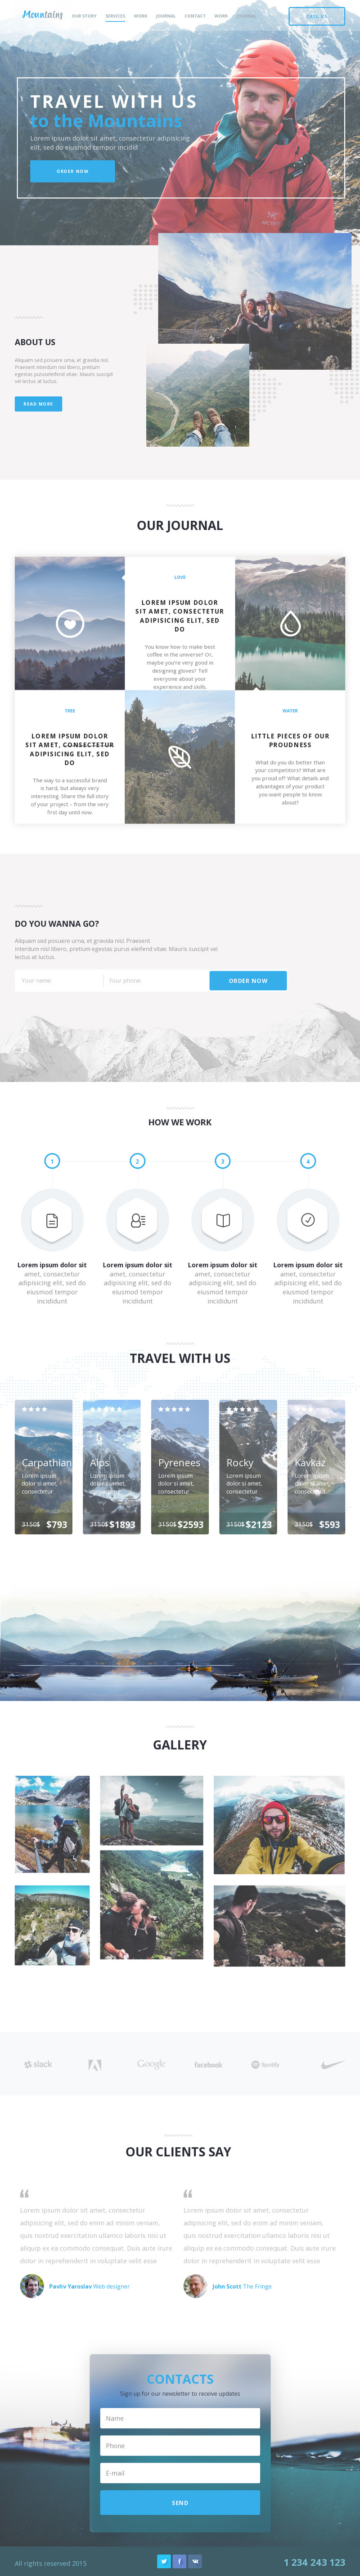 Mountains
OUR STORY
SERVICES
WORK
JOURNAL
CONTACT
WORK
JOURNAL
CALL US
TRAVEL WITH US
to the Mountains
Lorem ipsum dolor sit amet, consectetur adipisicing
elit, sed do eiusmod tempor incidid
ORDER NOW
ABOUT US
Aliquam sed posuere urna, et gravida nisl.
Praesent interdum nisl libero, pretium
egestas puruseleifend vitae. Mauris suscipit
vel lectus at luctus.
READ MORE
OUR JOURNAL
LOVE
LOREM IPSUM DOLOR
SIT AMET, CONSECTETUR
ADIPISICING ELIT, SED
DO
You know how to make best
coffee in the universe? Or,
maybe you're very good in
designing gloves? Tell
everyone about your
experience and skills.
TREE
LOREM IPSUM DOLOR
SIT AMET, CONSECTETUR
ADIPISICING ELIT, SED
DO
The way to a successful brand
is hard, but always very
interesting. Share the full story
of your project – from the very
first day until now.
WATER
LITTLE PIECES OF OUR
PROUDNESS
What do you do better than
your competitors? What are
you proud of? What details and
advantages of your product
you want people to know
about?
DO YOU WANNA GO?
Aliquam sed posuere urna, et gravida nisl. Praesent
interdum nisl libero, pretium egestas purus eleifend vitae. Mauris suscipit vel
lectus at luctus.
Your name:
Your phone:
ORDER NOW
HOW WE WORK
1
2
3
4
Lorem ipsum dolor sit
amet, consectetur
adipisicing elit, sed do
eiusmod tempor
incididunt
Lorem ipsum dolor sit
amet, consectetur
adipisicing elit, sed do
eiusmod tempor
incididunt
Lorem ipsum dolor sit
amet, consectetur
adipisicing elit, sed do
eiusmod tempor
incididunt
Lorem ipsum dolor sit
amet, consectetur
adipisicing elit, sed do
eiusmod tempor
incididunt
TRAVEL WITH US
Carpathian
Lorem ipsum
dolor si amet,
consectetur
3150$ $793
Alps
Lorem ipsum
dolor si amet,
consectetur
3150$ $1893
Pyrenees
Lorem ipsum
dolor si amet,
consectetur
3150$ $2593
Rocky
Lorem ipsum
dolor si amet,
consectetur
3150$ $2123
Kavkaz
Lorem ipsum
dolor si amet,
consectetur
3150$ $593
GALLERY
slack
Google
facebook
Spotify
OUR CLIENTS SAY
“
Lorem ipsum dolor sit amet, consectetur
adipisicing elit, sed do enim ad minim veniam,
quis nostrud exercitation ullamco laboris nisi ut
aliquip ex ea commodo consequat. Duis aute irure
dolor in reprehenderit in voluptate velit esse
Pavliv Yaroslav Web designer
“
Lorem ipsum dolor sit amet, consectetur
adipisicing elit, sed do enim ad minim veniam,
quis nostrud exercitation ullamco laboris nisi ut
aliquip ex ea commodo consequat. Duis aute irure
dolor in reprehenderit in voluptate velit esse
John Scott The Fringe
CONTACTS
Sign up for our newsletter to receive updates
Name
Phone
E-mail
SEND
All rights reserved 2015
1 234 243 123